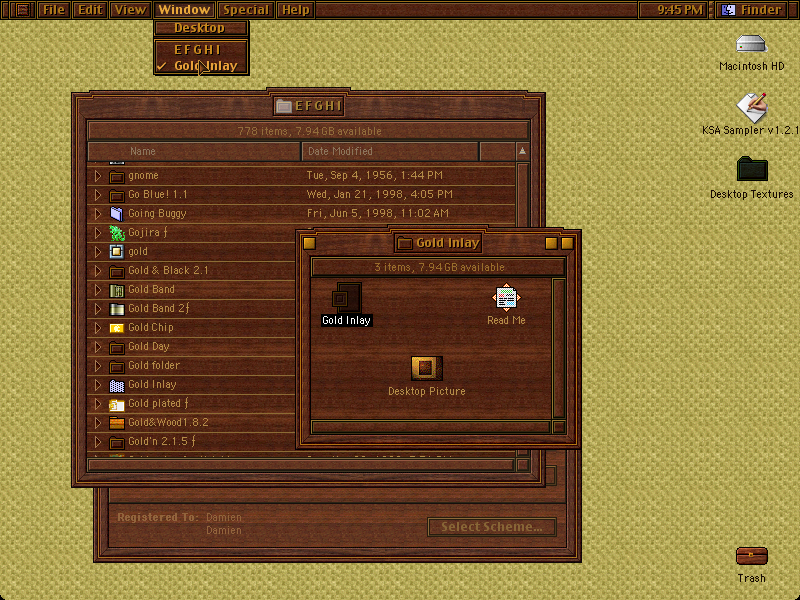 File Edit View Window Special Help 9:45 PM Finder
Desktop
E F G H I
✓ Gold Inlay
Macintosh HD
KSA Sampler v1.2.1
Desktop Textures
Trash
E F G H I
778 items, 7.94 GB available
Name Date Modified
gnome Tue, Sep 4, 1956, 1:44 PM
Go Blue! 1.1 Wed, Jan 21, 1998, 4:05 PM
Going Buggy Fri, Jun 5, 1998, 11:02 AM
Gojira ƒ
gold
Gold & Black 2.1
Gold Band
Gold Band 2ƒ
Gold Chip
Gold Day
Gold folder
Gold Inlay
Gold plated ƒ
Gold&Wood1.8.2
Gold'n 2.1.5 ƒ
Gold Inlay
3 items, 7.94 GB available
Gold Inlay
Read Me
Desktop Picture
Registered To: Damien
Damien
Select Scheme...